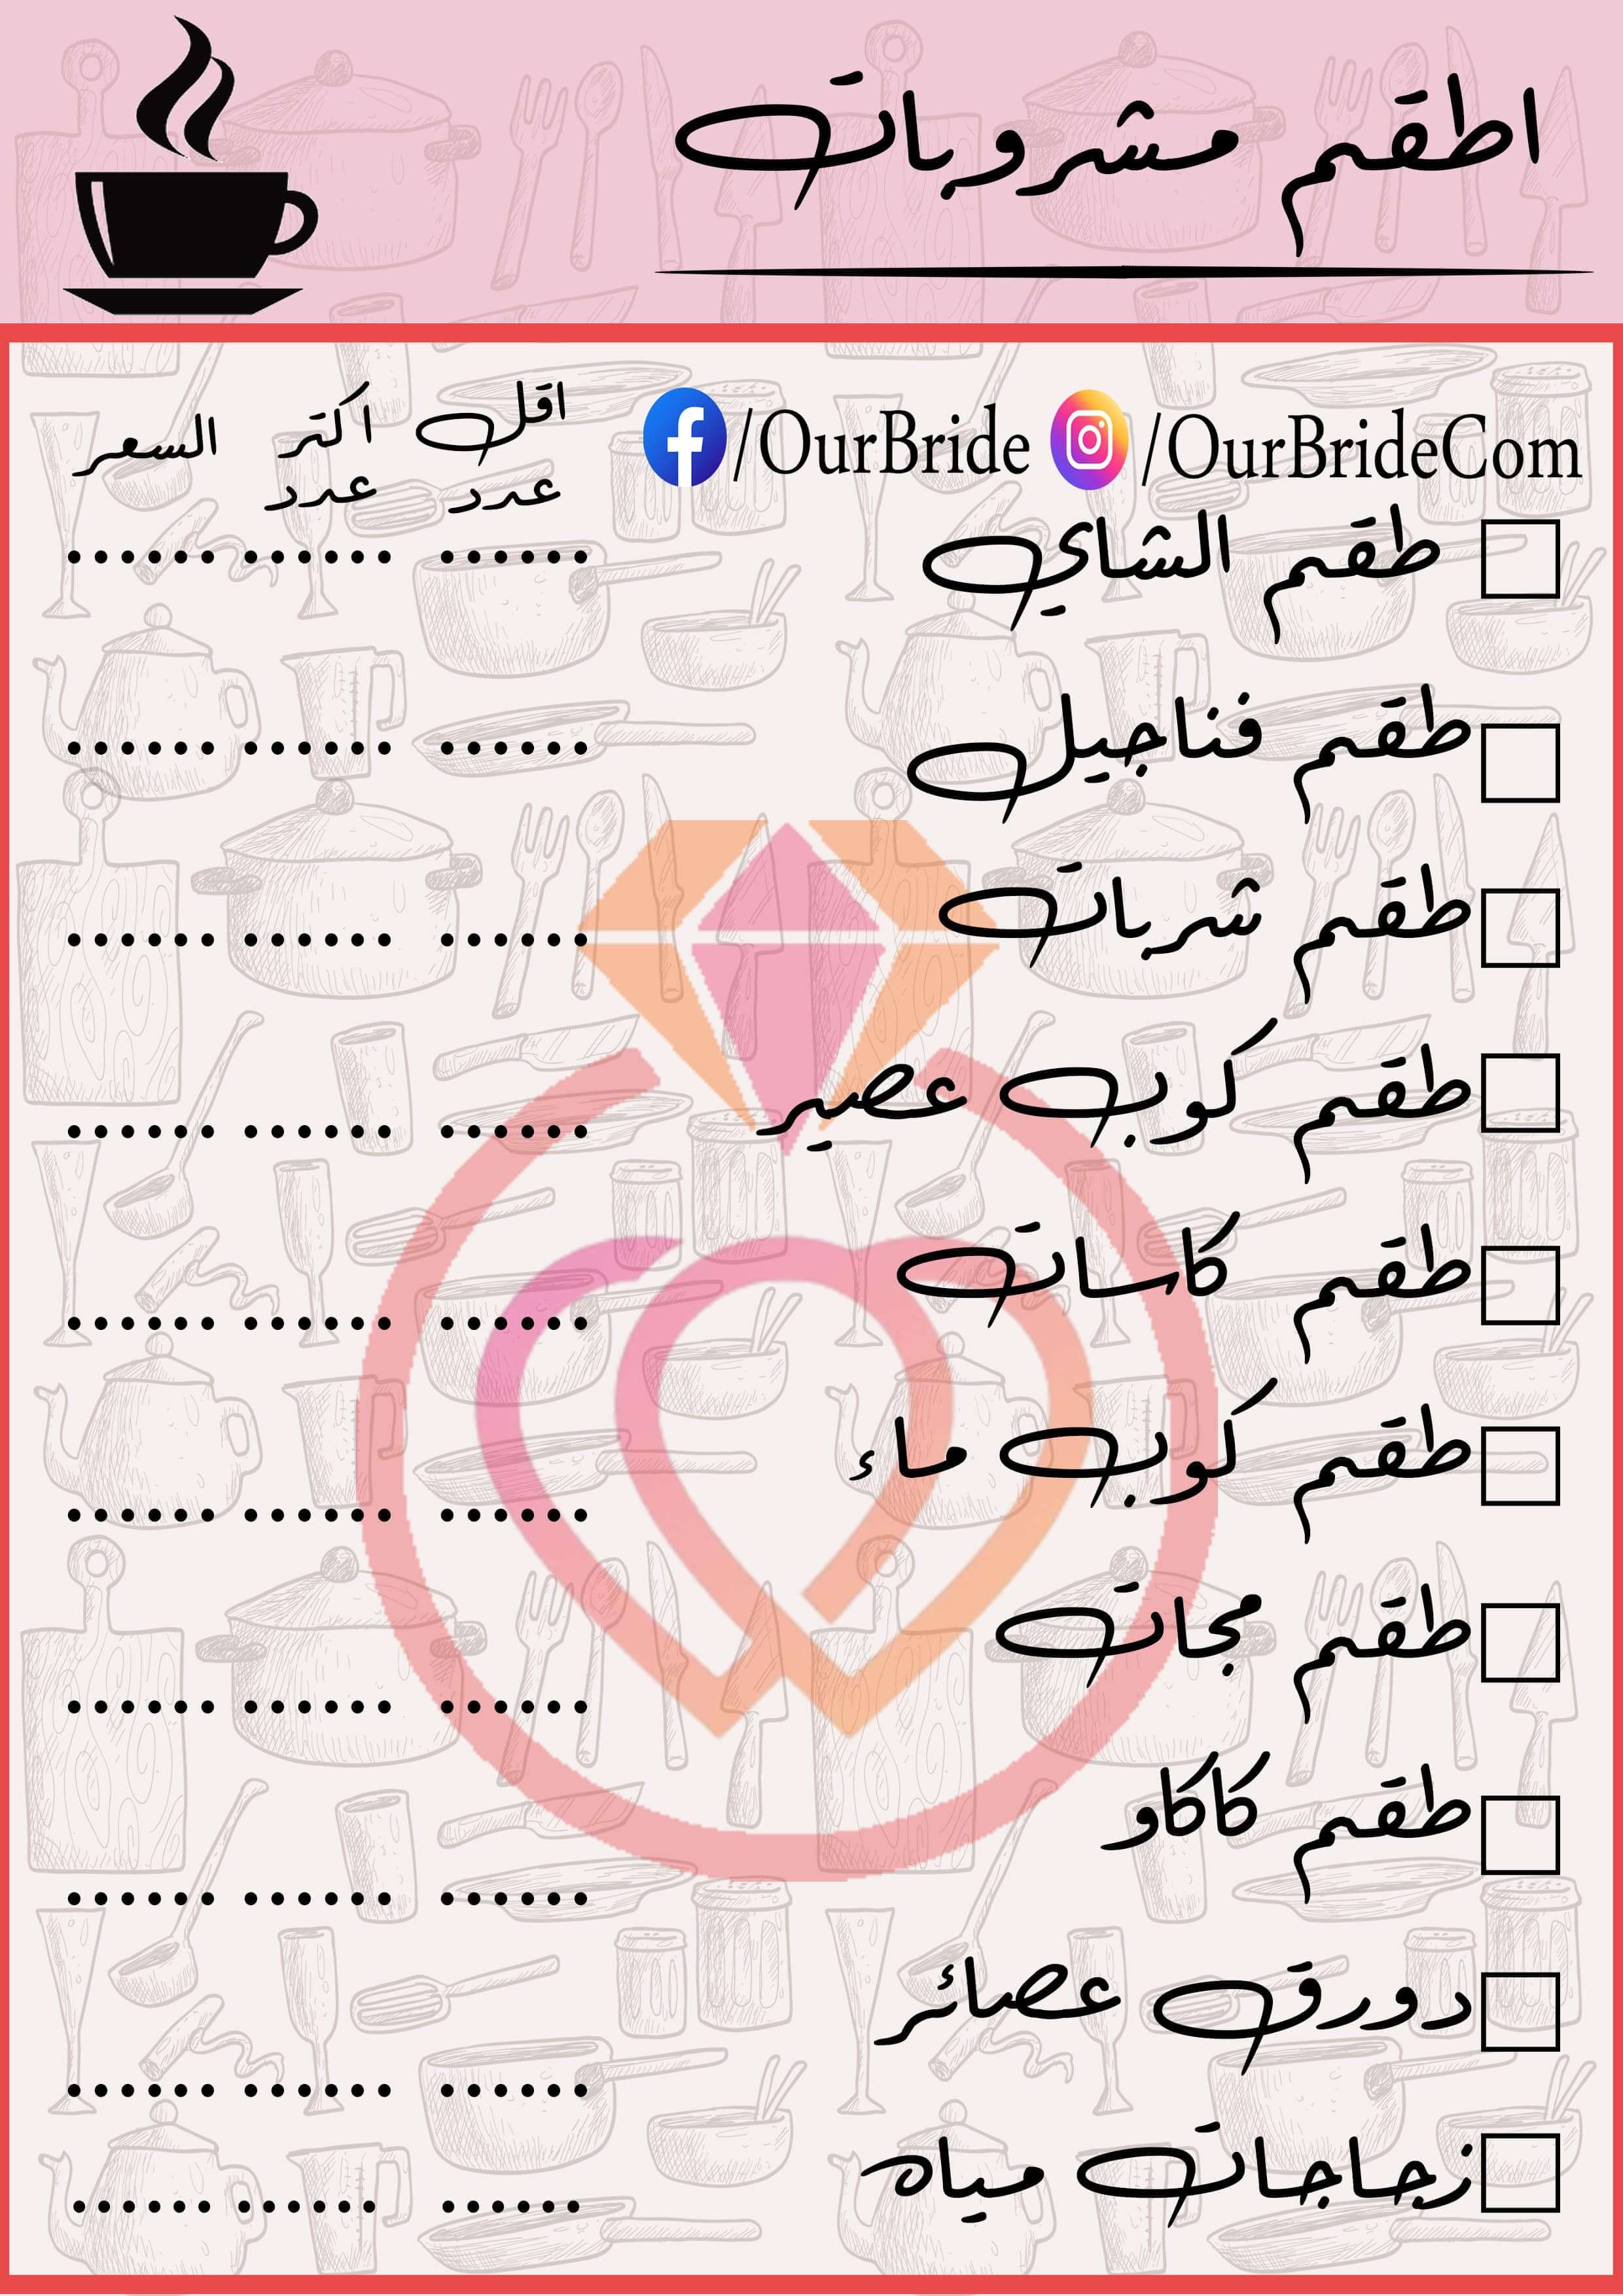 اطقم مشروبات
/OurBrideCom /OurBride اقل عدد اكتر عدد السعر
طقم الشاي ...... ...... ......
طقم فناجيل ...... ...... ......
طقم شربات ...... ...... ......
طقم كوب عصير ...... ...... ......
طقم كاسات ...... ...... ......
طقم كوب ماء ...... ...... ......
طقم مجات ...... ...... ......
طقم كاكاو ...... ...... ......
دورق عصائر ...... ...... ......
زجاجات مياه ...... ...... ......